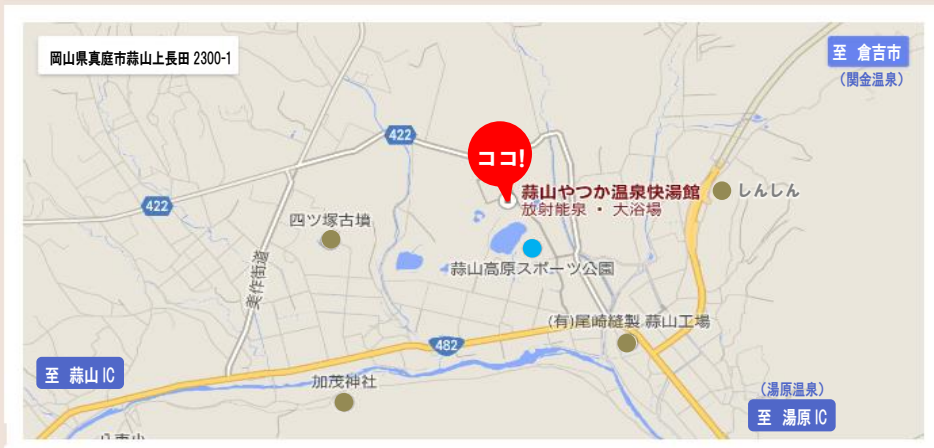 岡山県真庭市蒜山上長田 2300-1
至 倉吉市
（関金温泉）
422
ココ!
蒜山やつか温泉快湯館
放射能泉 ・ 大浴場
しんしん
422
四ツ塚古墳
蒜山高原スポーツ公園
美作街道
(有)尾崎縫製 蒜山工場
482
至 蒜山 IC
加茂神社
（湯原温泉）
至 湯原 IC